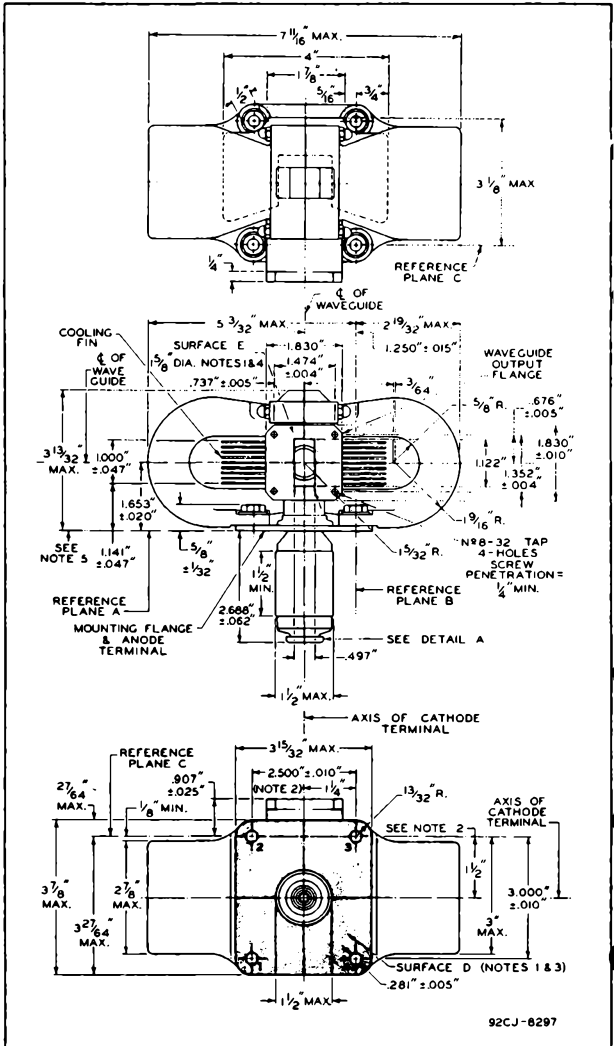 7 11/16" MAX.
4"
1 7/8"
1/2"
5/16"
3/4"
3 1/8" MAX
1/4"
REFERENCE
PLANE C
℄ OF
WAVEGUIDE
5 3/32" MAX.
2 19/32" MAX.
COOLING
FIN
SURFACE E
1 5/8" DIA. NOTES 1&4
1.830"
1.474"
±.004"
1.250" ±.015"
WAVEGUIDE
OUTPUT
FLANGE
℄ OF
WAVE
GUIDE
.737" ±.005"
3/64"
5/8" R.
.676"
±.005"
3 13/32"
MAX.
1.000"
±.047"
1.122"
1.830"
±.010"
1.352"
±.004"
1.653"
±.020"
1 9/16" R.
SEE
NOTE 5
1.141"
±.047"
5/8"
±1/32"
1 1/2"
MIN.
15/32" R.
Nº8-32 TAP
4-HOLES
SCREW
PENETRATION=
1/4" MIN.
REFERENCE
PLANE A
2.688"
±.062"
REFERENCE
PLANE B
MOUNTING FLANGE
& ANODE
TERMINAL
SEE DETAIL A
.497"
1 1/2" MAX.
AXIS OF CATHODE
TERMINAL
REFERENCE
PLANE C
3 15/32" MAX.
27/64"
MAX.
.907"
±.025"
2.500" ±.010"
(NOTE 2)
1 1/4"
13/32" R.
AXIS OF
CATHODE
TERMINAL
1/8" MIN.
SEE NOTE 2
2
3
1 1/2"
3 7/8"
MAX.
2 7/8"
MAX.
3.000"
±.010"
3 27/64"
MAX.
3"
MAX.
1
SURFACE D (NOTES 1 & 3)
1 1/2" MAX.
.281" ±.005"
92CJ-8297